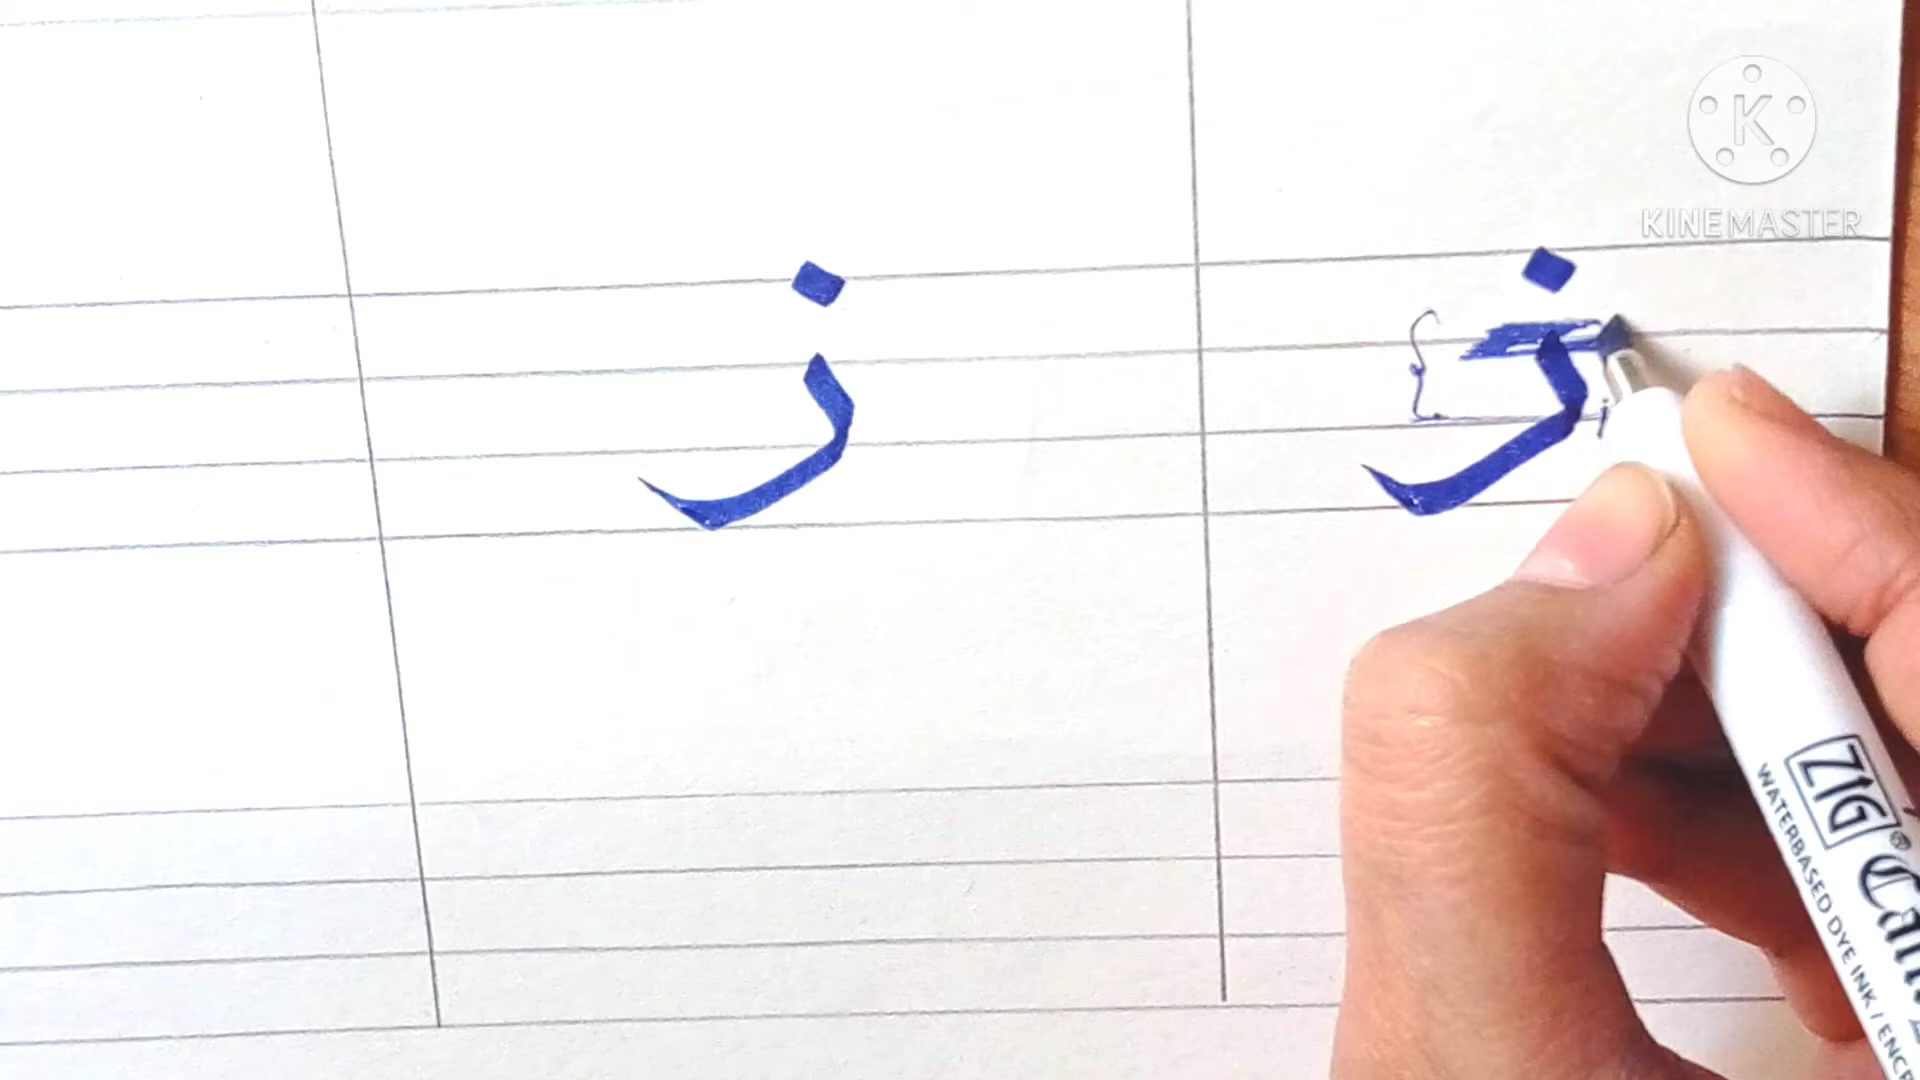 KINEMASTER
ز ز
ZIG®
WATERBASED DYE INK /